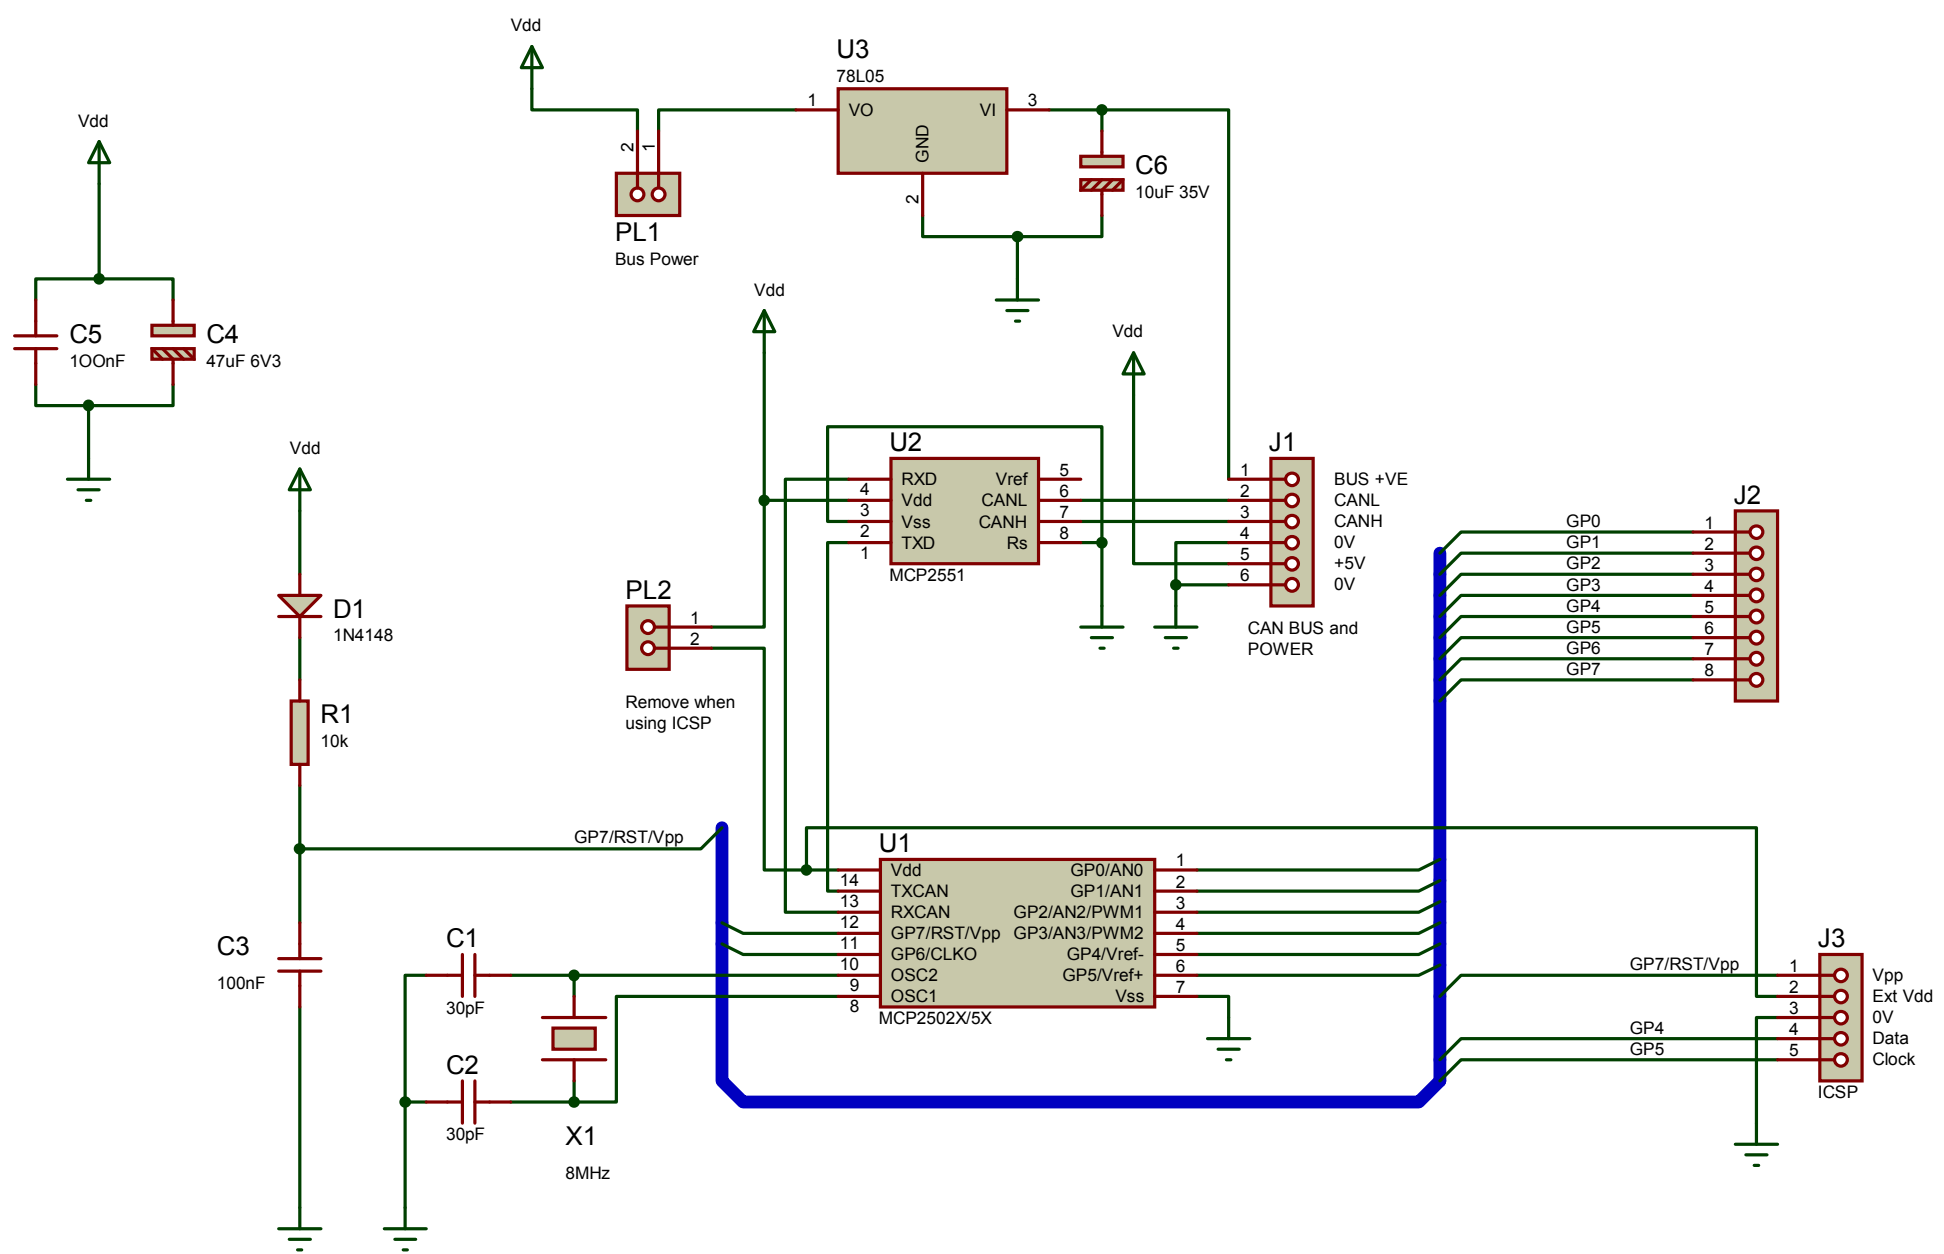 Vdd
U3
78L05
1
VO
VI
3
GND
2
C6
10uF 35V
2
1
PL1
Bus Power
Vdd
C5
1OOnF
C4
47uF 6V3
Vdd
Vdd
U2
RXD
4
Vdd
3
Vss
2
TXD
1
Vref
5
CANL
6
CANH
7
Rs
8
MCP2551
J1
1
BUS +VE
2
CANL
3
CANH
4
0V
5
+5V
6
0V
CAN BUS and
POWER
J2
GP0
1
GP1
2
GP2
3
GP3
4
GP4
5
GP5
6
GP6
7
GP7
8
Vdd
D1
1N4148
R1
10k
PL2
1
2
Remove when
using ICSP
GP7/RST/Vpp
U1
Vdd
14
TXCAN
13
RXCAN
12
GP7/RST/Vpp
11
GP6/CLKO
10
OSC2
9
OSC1
8
GP0/AN0
1
GP1/AN1
2
GP2/AN2/PWM1
3
GP3/AN3/PWM2
4
GP4/Vref-
5
GP5/Vref+
6
Vss
7
MCP2502X/5X
C3
100nF
C1
30pF
C2
30pF
X1
8MHz
J3
GP7/RST/Vpp
1
Vpp
2
Ext Vdd
3
0V
GP4
4
Data
GP5
5
Clock
ICSP